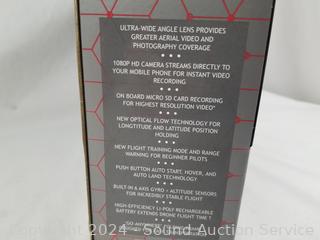 ULTRA-WIDE ANGLE LENS PROVIDES
GREATER AERIAL VIDEO AND
PHOTOGRAPHY COVERAGE
1080P HD CAMERA STREAMS DIRECTLY TO
YOUR MOBILE PHONE FOR INSTANT VIDEO
RECORDING
ON BOARD MICRO SD CARD RECORDING
FOR HIGHEST RESOLUTION VIDEO*
NEW OPTICAL FLOW TECHNOLOGY FOR
LONGTITUDE AND LATITUDE POSITION
HOLDING
NEW FLIGHT TRAINING MODE AND RANGE
WARNING FOR BEGINNER PILOTS
PUSH BUTTON AUTO START, HOVER, AND
AUTO LAND TECHNOLOGY
BUILT-IN 6 AXIS GYRO - ALTITUDE SENSORS
FOR INCREDIBLY STABLE FLIGHT
HIGH-EFFICIENCY LI-POLY RECHARGEABLE
BATTERY EXTENDS DRONE FLIGHT TIME †
Copyright 2024 - Sound Auction Service